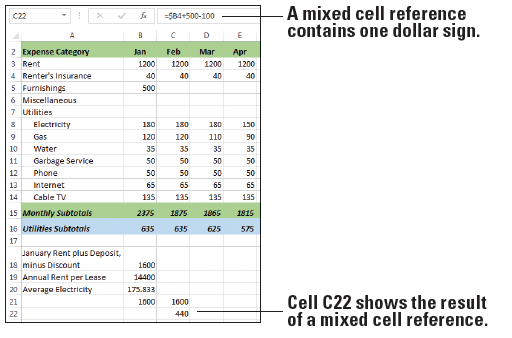 C22 fx =$B4+500-100
A mixed cell reference
contains one dollar sign.
A B C D E
2 Expense Category Jan Feb Mar Apr
3 Rent 1200 1200 1200 1200
4 Renter's Insurance 40 40 40 40
5 Furnishings 500
6 Miscellaneous
7 Utilities
8 Electricity 180 180 180 150
9 Gas 120 120 110 90
10 Water 35 35 35 35
11 Garbage Service 50 50 50 50
12 Phone 50 50 50 50
13 Internet 65 65 65 65
14 Cable TV 135 135 135 135
15 Monthly Subtotals 2375 1875 1865 1815
16 Utilities Subtotals 635 635 625 575
17
January Rent plus Deposit,
18 minus Discount 1600
19 Annual Rent per Lease 14400
20 Average Electricity 175.833
21 1600 1600
22 440
Cell C22 shows the result
of a mixed cell reference.